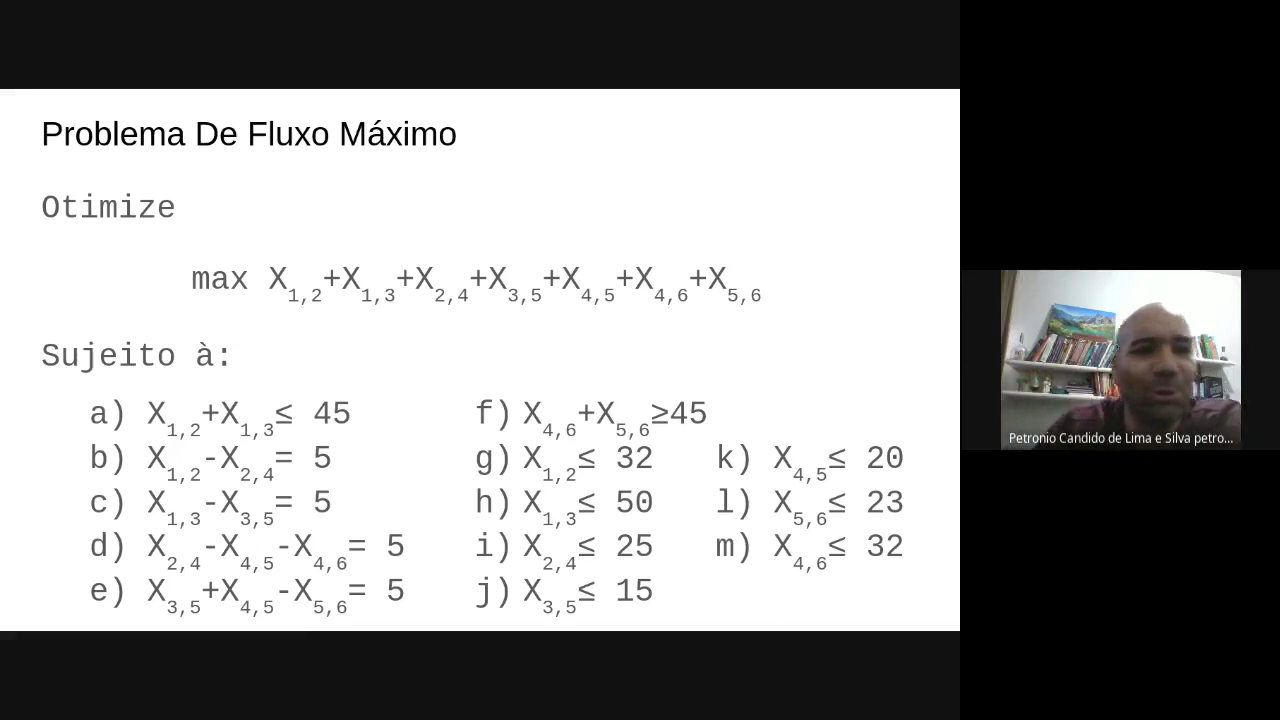 Problema De Fluxo Máximo
Otimize
max X1,2+X1,3+X2,4+X3,5+X4,5+X4,6+X5,6
Sujeito à:
a) X1,2+X1,3≤ 45
b) X1,2-X2,4= 5
c) X1,3-X3,5= 5
d) X2,4-X4,5-X4,6= 5
e) X3,5+X4,5-X5,6= 5
f) X4,6+X5,6≥45
g) X1,2≤ 32
h) X1,3≤ 50
i) X2,4≤ 25
j) X3,5≤ 15
k) X4,5≤ 20
l) X5,6≤ 23
m) X4,6≤ 32
Petronio Candido de Lima e Silva petro...